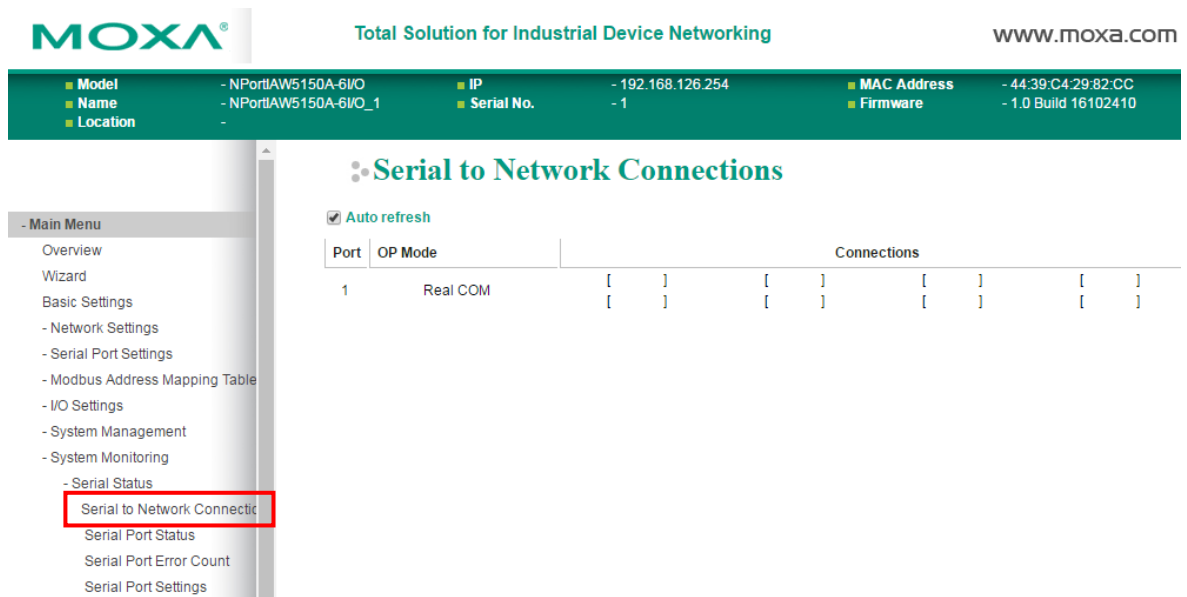 MOXA® Total Solution for Industrial Device Networking www.moxa.com
Model - NPortIAW5150A-6I/O IP - 192.168.126.254 MAC Address - 44:39:C4:29:82:CC
Name - NPortIAW5150A-6I/O_1 Serial No. - 1 Firmware - 1.0 Build 16102410
Location -
Serial to Network Connections
- Main Menu
Overview
Wizard
Basic Settings
- Network Settings
- Serial Port Settings
- Modbus Address Mapping Table
- I/O Settings
- System Management
- System Monitoring
- Serial Status
Serial to Network Connectio
Serial Port Status
Serial Port Error Count
Serial Port Settings
Auto refresh
Port OP Mode Connections
1 Real COM [ ] [ ] [ ] [ ]
[ ] [ ] [ ] [ ]